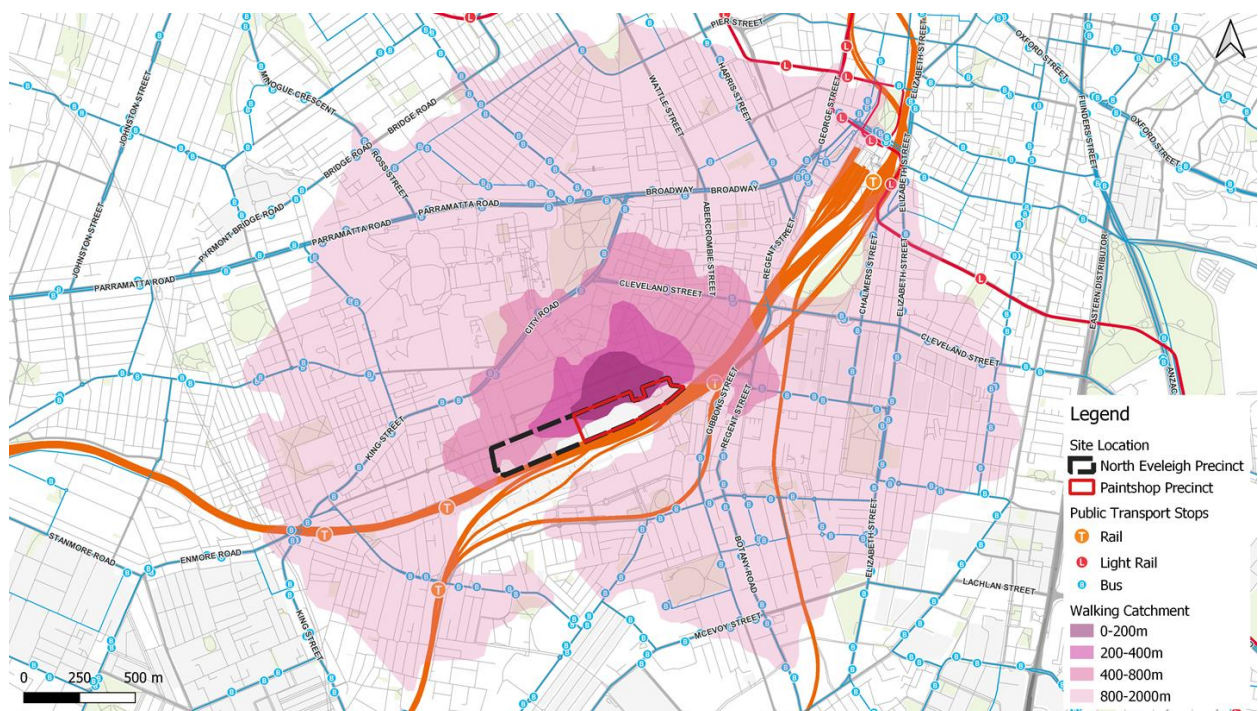 PIER STREET
OXFORD STREET
ELIZABETH STREET
JOHNSTON STREET
MINOGUE CRESCENT
BRIDGE ROAD
WATTLE STREET
HARRIS STREET
GEORGE STREET
FLINDERS STREET
OXFORD STREET
BRIDGE ROAD
ROSS STREET
T
L
ELIZABETH STREET
BROADWAY
BROADWAY
PARRAMATTA ROAD
PYRMONT BRIDGE ROAD
PARRAMATTA ROAD
ABERCROMBIE STREET
REGENT STREET
JOHNSTON STREET
PARRAMATTA ROAD
CHALMERS STREET
ELIZABETH STREET
EASTERN DISTRIBUTOR
CLEVELAND STREET
CITY ROAD
CLEVELAND STREET
ANZAC
KING STREET
GIBBONS STREET
REGENT STREET
T
T
T
T
STANMORE ROAD
ENMORE ROAD
BOTANY ROAD
ELIZABETH STREET
LACHLAN STREET
KING STREET
MCEVOY STREET
0 250 500 m
Legend
Site Location
North Eveleigh Precinct
Paintshop Precinct
Public Transport Stops
T Rail
L Light Rail
B Bus
Walking Catchment
0-200m
200-400m
400-800m
800-2000m